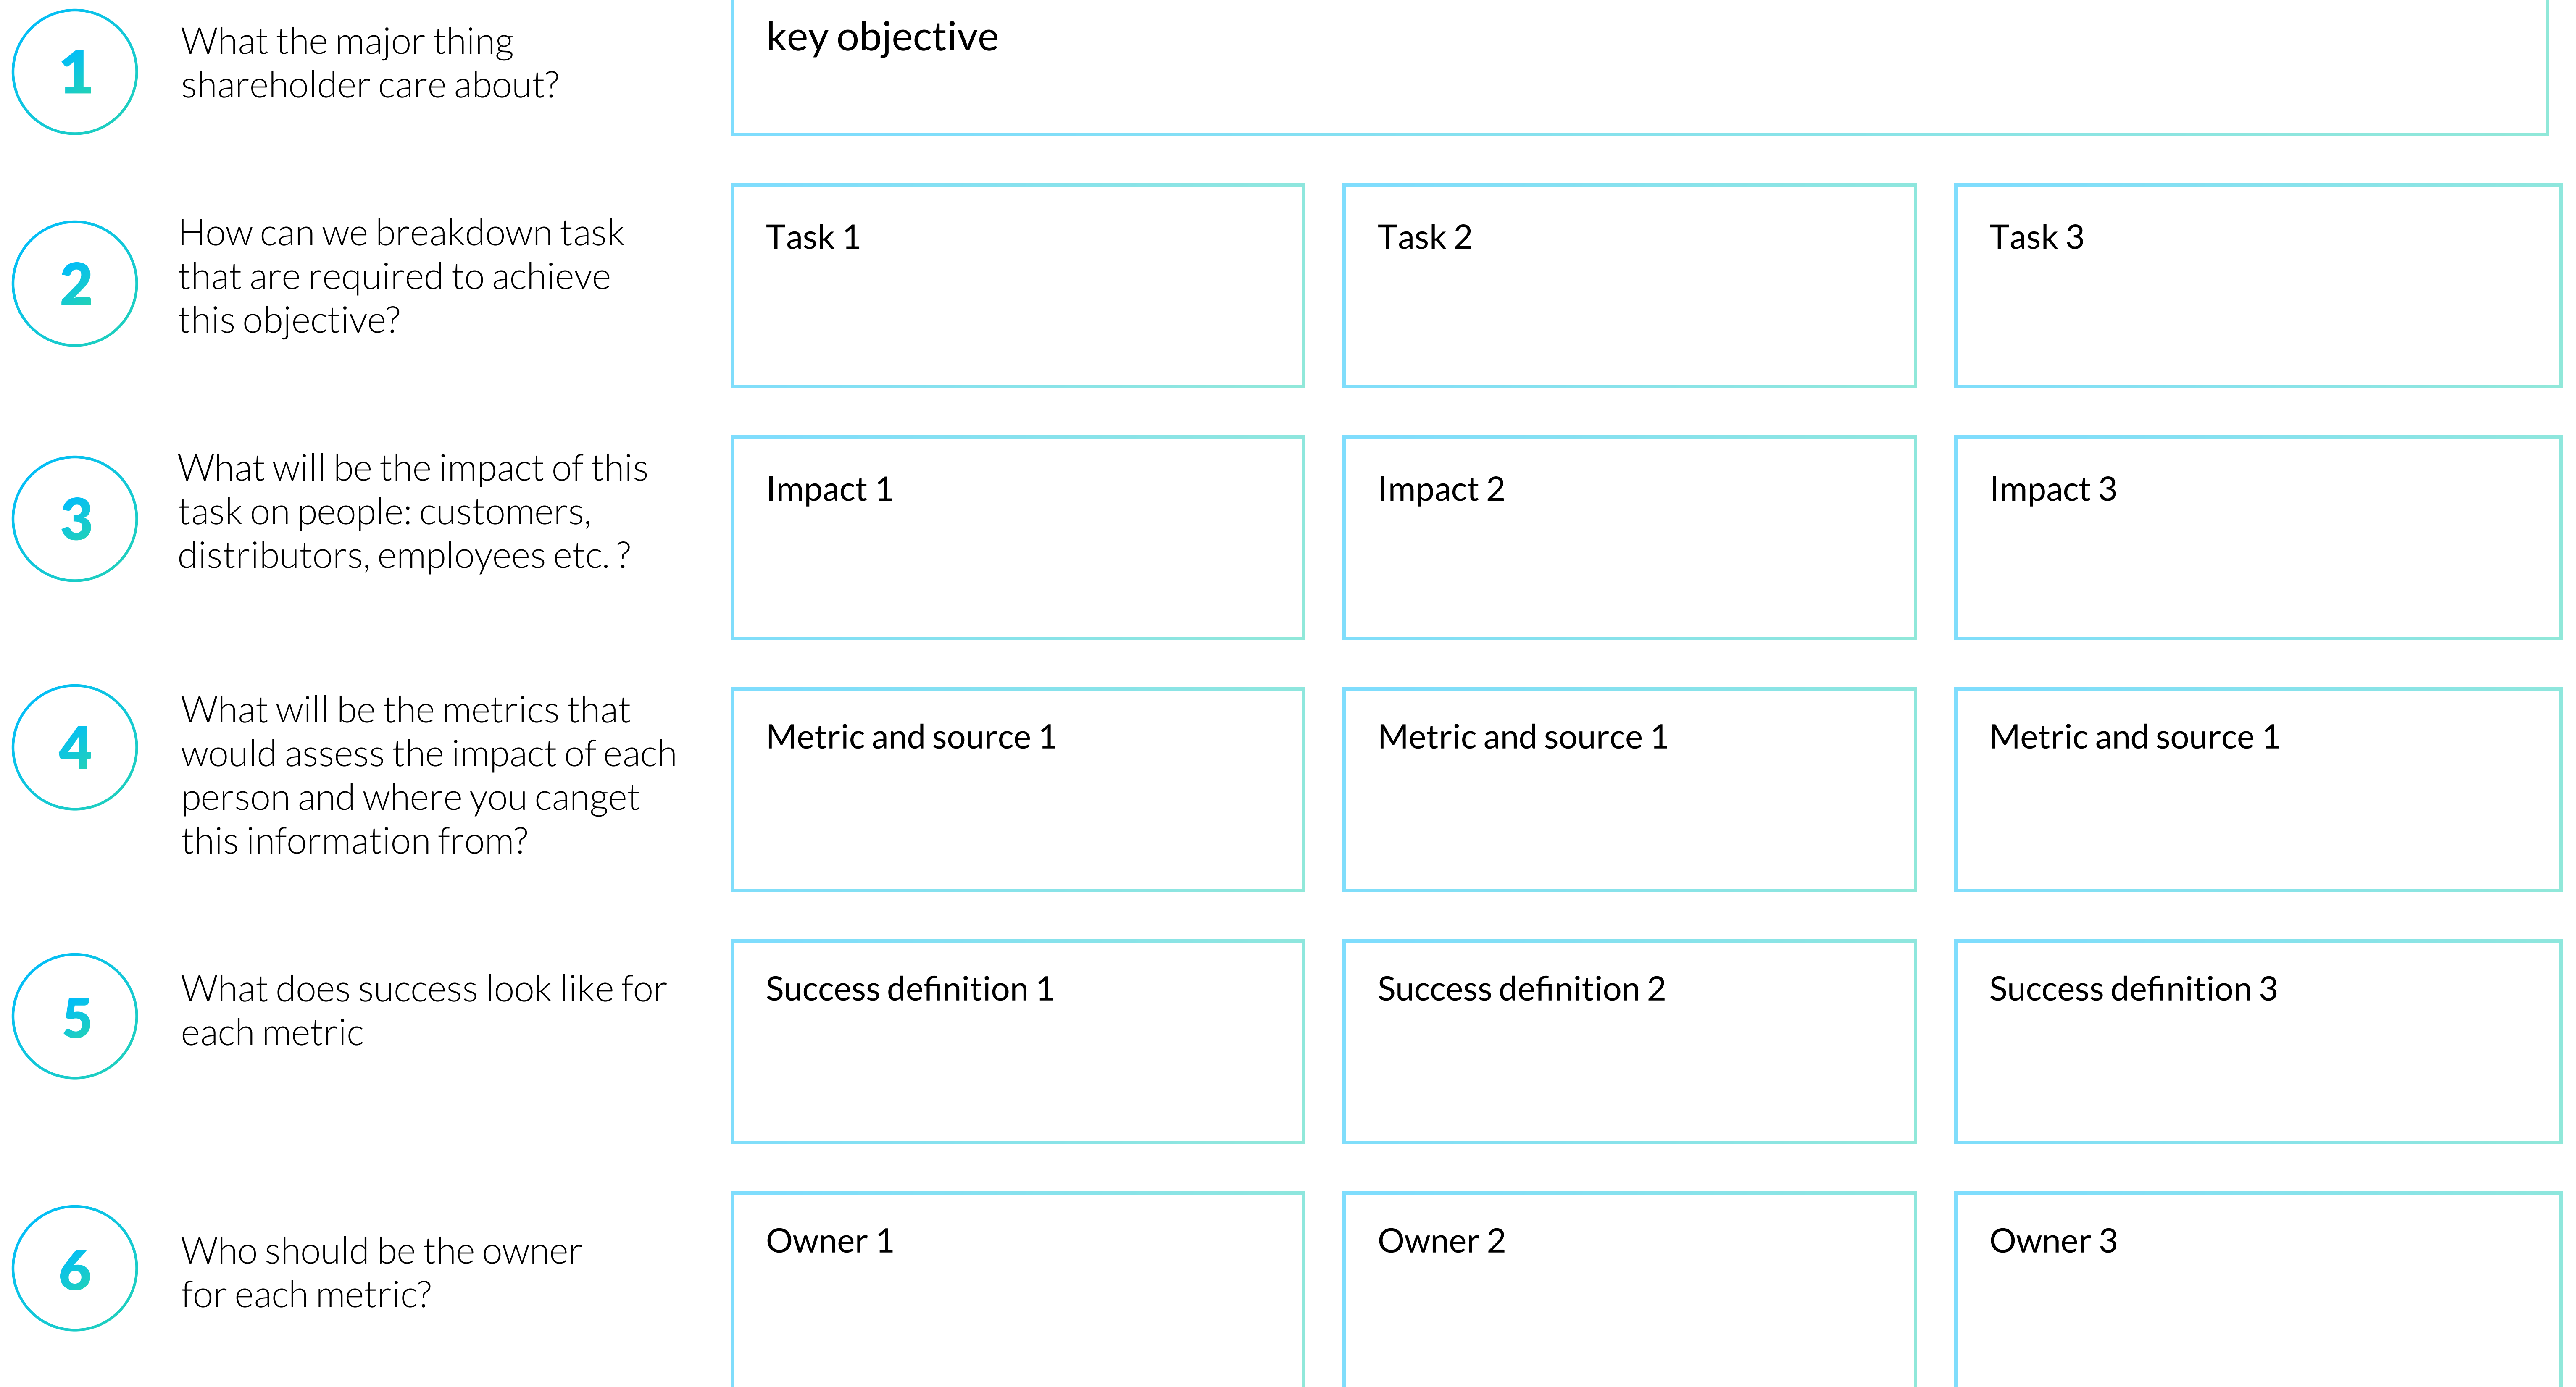 1
What the major thing
shareholder care about?
key objective
2
How can we breakdown task
that are required to achieve
this objective?
Task 1
Task 2
Task 3
3
What will be the impact of this
task on people: customers,
distributors, employees etc. ?
Impact 1
Impact 2
Impact 3
4
What will be the metrics that
would assess the impact of each
person and where you canget
this information from?
Metric and source 1
Metric and source 1
Metric and source 1
5
What does success look like for
each metric
Success definition 1
Success definition 2
Success definition 3
6
Who should be the owner
for each metric?
Owner 1
Owner 2
Owner 3